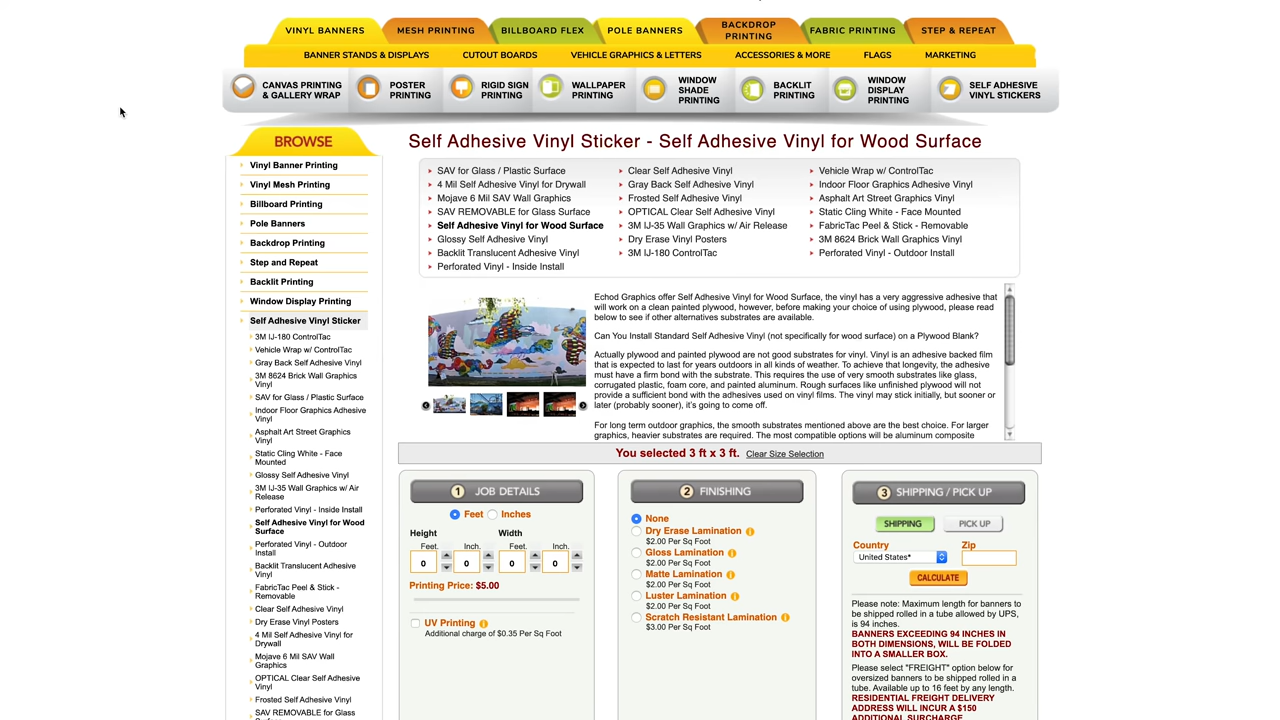 VINYL BANNERS
MESH PRINTING
BILLBOARD FLEX
POLE BANNERS
BACKDROP
PRINTING
FABRIC PRINTING
STEP & REPEAT
BANNER STANDS & DISPLAYS
CUTOUT BOARDS
VEHICLE GRAPHICS & LETTERS
ACCESSORIES & MORE
FLAGS
MARKETING
CANVAS PRINTING
& GALLERY WRAP
POSTER
PRINTING
RIGID SIGN
PRINTING
WALLPAPER
PRINTING
WINDOW
SHADE
PRINTING
BACKLIT
PRINTING
WINDOW
DISPLAY
PRINTING
SELF ADHESIVE
VINYL STICKERS
BROWSE
Vinyl Banner Printing
Vinyl Mesh Printing
Billboard Printing
Pole Banners
Backdrop Printing
Step and Repeat
Backlit Printing
Window Display Printing
Self Adhesive Vinyl Sticker
3M IJ-180 ControlTac
Vehicle Wrap w/ ControlTac
Gray Back Self Adhesive Vinyl
3M 8624 Brick Wall Graphics
Vinyl
SAV for Glass / Plastic Surface
Indoor Floor Graphics Adhesive
Vinyl
Asphalt Art Street Graphics
Vinyl
Static Cling White - Face
Mounted
Glossy Self Adhesive Vinyl
3M IJ-35 Wall Graphics w/ Air
Release
Perforated Vinyl - Inside Install
Self Adhesive Vinyl for Wood
Surface
Perforated Vinyl - Outdoor
Install
Backlit Translucent Adhesive
Vinyl
FabricTac Peel & Stick -
Removable
Clear Self Adhesive Vinyl
Dry Erase Vinyl Posters
4 Mil Self Adhesive Vinyl for
Drywall
Mojave 6 Mil SAV Wall
Graphics
OPTICAL Clear Self Adhesive
Vinyl
Frosted Self Adhesive Vinyl
SAV REMOVABLE for Glass
Self Adhesive Vinyl Sticker - Self Adhesive Vinyl for Wood Surface
SAV for Glass / Plastic Surface
4 Mil Self Adhesive Vinyl for Drywall
Mojave 6 Mil SAV Wall Graphics
SAV REMOVABLE for Glass Surface
Self Adhesive Vinyl for Wood Surface
Glossy Self Adhesive Vinyl
Backlit Translucent Adhesive Vinyl
Perforated Vinyl - Inside Install
Clear Self Adhesive Vinyl
Gray Back Self Adhesive Vinyl
Frosted Self Adhesive Vinyl
OPTICAL Clear Self Adhesive Vinyl
3M IJ-35 Wall Graphics w/ Air Release
Dry Erase Vinyl Posters
3M IJ-180 ControlTac
Vehicle Wrap w/ ControlTac
Indoor Floor Graphics Adhesive Vinyl
Asphalt Art Street Graphics Vinyl
Static Cling White - Face Mounted
FabricTac Peel & Stick - Removable
3M 8624 Brick Wall Graphics Vinyl
Perforated Vinyl - Outdoor Install
Echod Graphics offer Self Adhesive Vinyl for Wood Surface, the vinyl has a very aggressive adhesive that
will work on a clean painted plywood, however, before making your choice of using plywood, please read
below to see if other alternatives substrates are available.
Can You Install Standard Self Adhesive Vinyl (not specifically for wood surface) on a Plywood Blank?
Actually plywood and painted plywood are not good substrates for vinyl. Vinyl is an adhesive backed film
that is expected to last for years outdoors in all kinds of weather. To achieve that longevity, the adhesive
must have a firm bond with the substrate. This requires the use of very smooth substrates like glass,
corrugated plastic, foam core, and painted aluminum. Rough surfaces like unfinished plywood will not
provide a sufficient bond with the adhesives used on vinyl films. The vinyl may stick initially, but sooner or
later (probably sooner), it's going to come off.
For long term outdoor graphics, the smooth substrates mentioned above are the best choice. For larger
graphics, heavier substrates are required. The most compatible options will be aluminum composite
You selected 3 ft x 3 ft. Clear Size Selection
1 JOB DETAILS
Feet Inches
Height Width
Feet. Inch. Feet. Inch.
0 0 0 0
Printing Price: $5.00
UV Printing i
Additional charge of $0.35 Per Sq Foot
2 FINISHING
None
Dry Erase Lamination i
$2.00 Per Sq Foot
Gloss Lamination i
$2.00 Per Sq Foot
Matte Lamination i
$2.00 Per Sq Foot
Luster Lamination i
$2.00 Per Sq Foot
Scratch Resistant Lamination i
$3.00 Per Sq Foot
3 SHIPPING / PICK UP
SHIPPING PICK UP
Country Zip
United States*
CALCULATE
Please note: Maximum length for banners to
be shipped rolled in a tube allowed by UPS,
is 94 inches.
BANNERS EXCEEDING 94 INCHES IN
BOTH DIMENSIONS, WILL BE FOLDED
INTO A SMALLER BOX.
Please select "FREIGHT" option below for
oversized banners to be shipped rolled in a
tube. Available up to 16 feet by any length.
RESIDENTIAL FREIGHT DELIVERY
ADDRESS WILL INCUR A $150
ADDITIONAL SURCHARGE